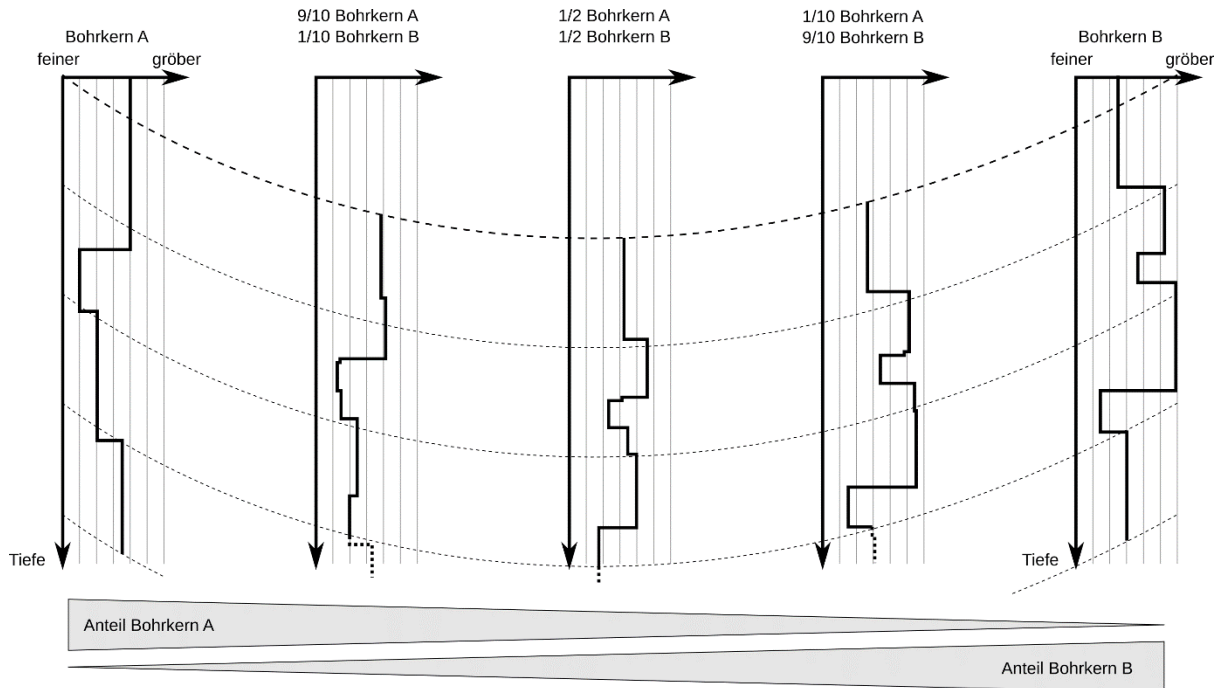 Bohrkern A
feiner
gröber
9/10 Bohrkern A
1/10 Bohrkern B
1/2 Bohrkern A
1/2 Bohrkern B
1/10 Bohrkern A
9/10 Bohrkern B
Bohrkern B
feiner
gröber
Tiefe
Tiefe
Anteil Bohrkern A
Anteil Bohrkern B